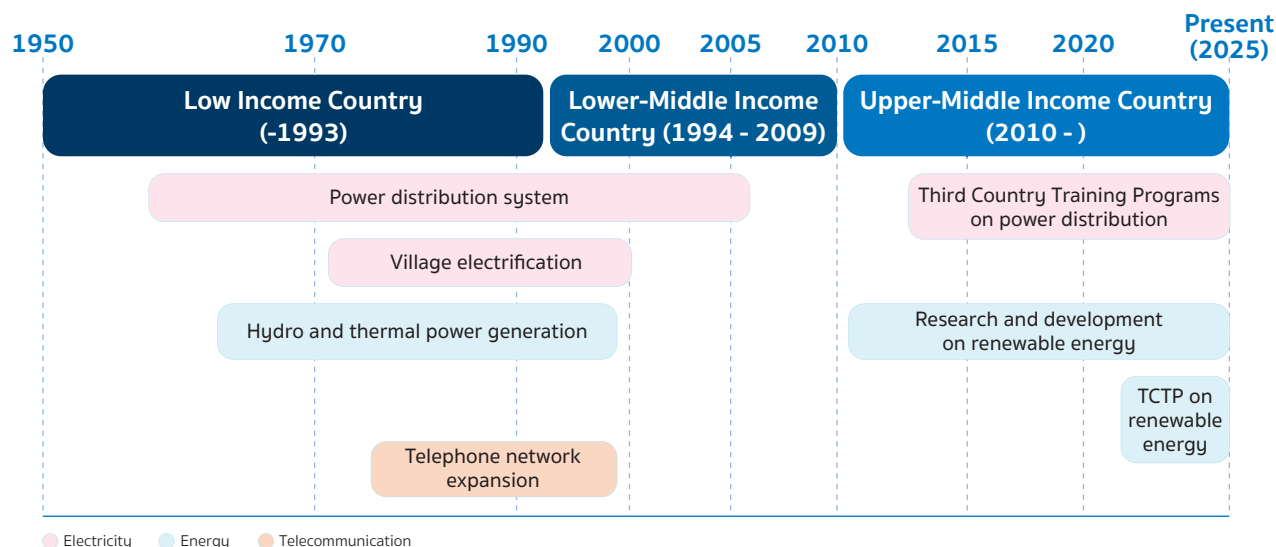 1950
1970
1990
2000
2005
2010
2015
2020
Present
(2025)
Low Income Country
(-1993)
Lower-Middle Income
Country (1994 - 2009)
Upper-Middle Income Country
(2010 - )
Power distribution system
Third Country Training Programs
on power distribution
Village electrification
Hydro and thermal power generation
Research and development
on renewable energy
TCTP on
renewable
energy
Telephone network
expansion
Electricity
Energy
Telecommunication